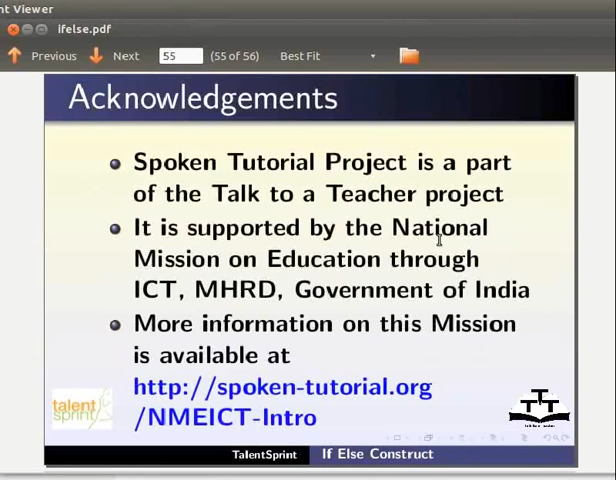 nt Viewer
ifelse.pdf
Previous Next 55 (55 of 56) Best Fit
Acknowledgements
Spoken Tutorial Project is a part
of the Talk to a Teacher project
It is supported by the National
Mission on Education through
ICT, MHRD, Government of India
More information on this Mission
is available at
http://spoken-tutorial.org
/NMEICT-Intro
talent
sprint
TalentSprint If Else Construct